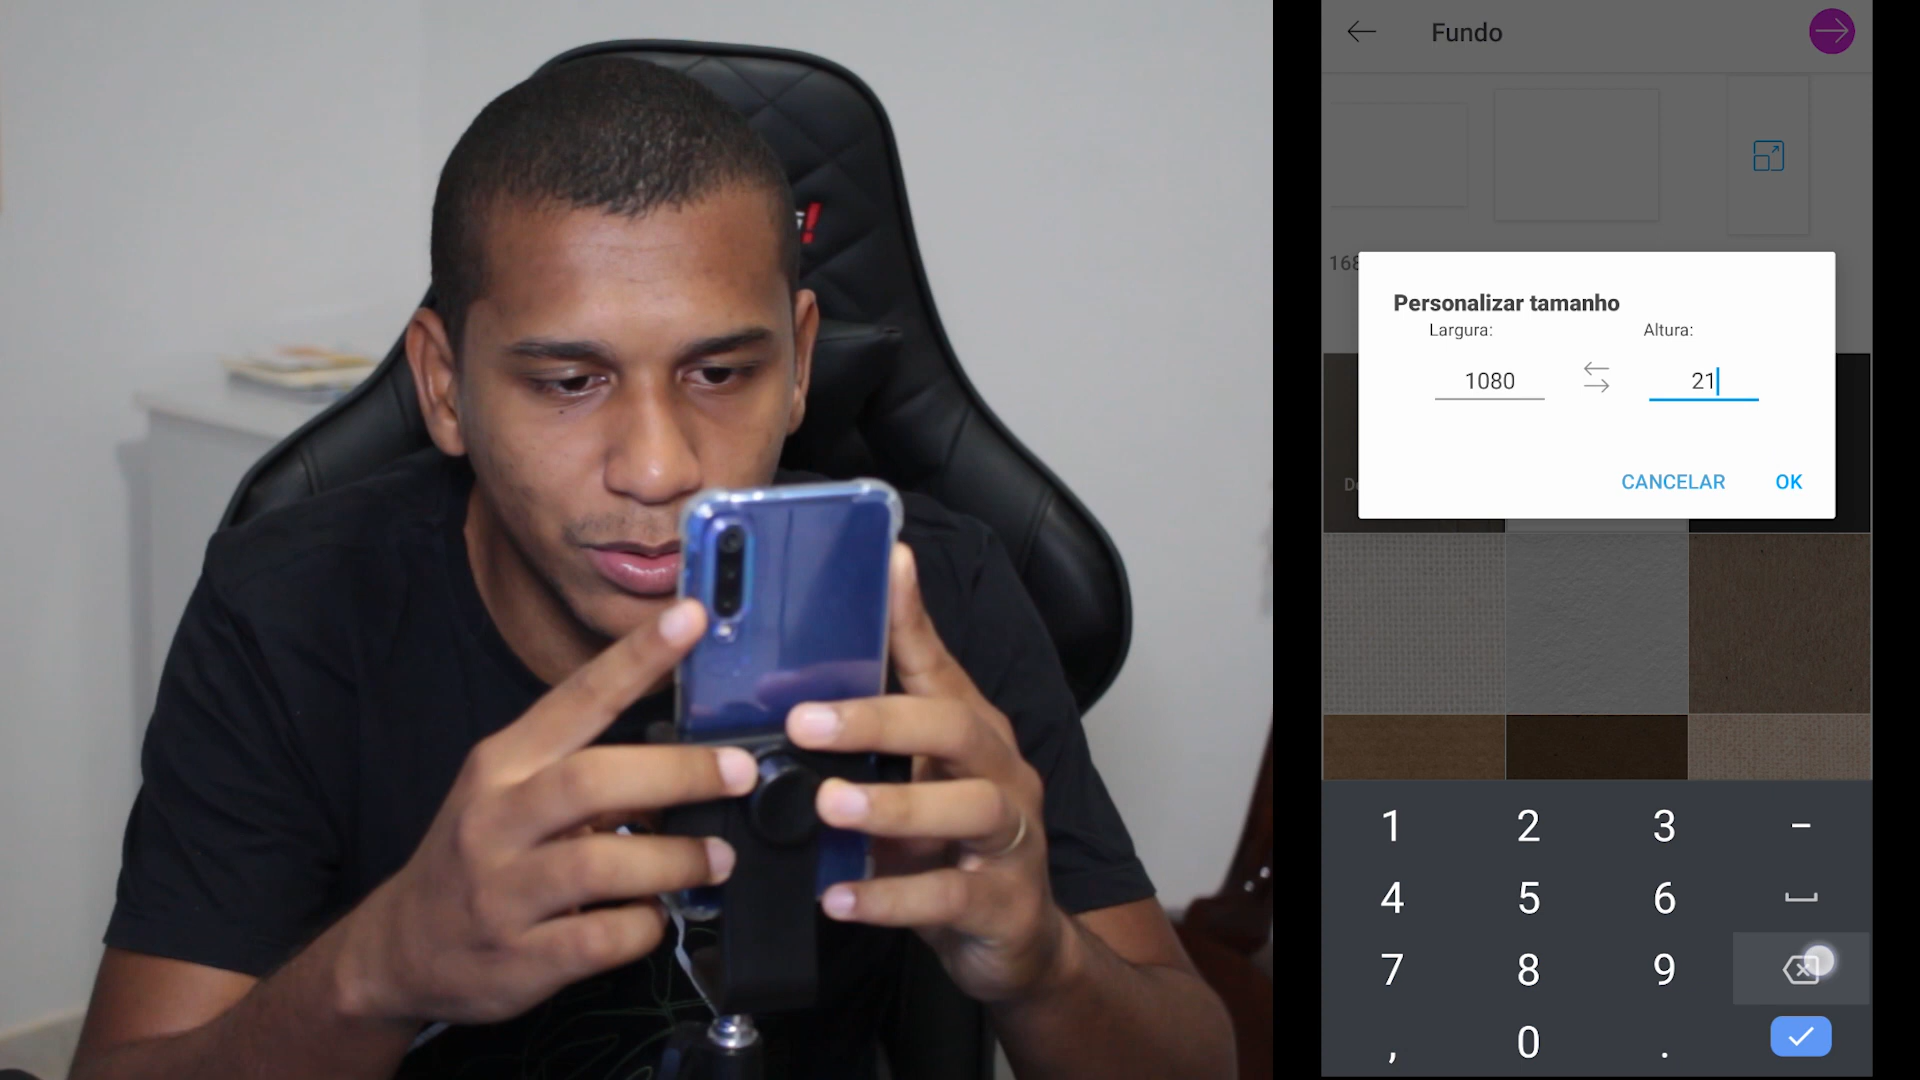 Fundo
168
Personalizar tamanho
Largura: Altura:
1080 21
CANCELAR OK
1 2 3 -
4 5 6
7 8 9
, 0 .
!